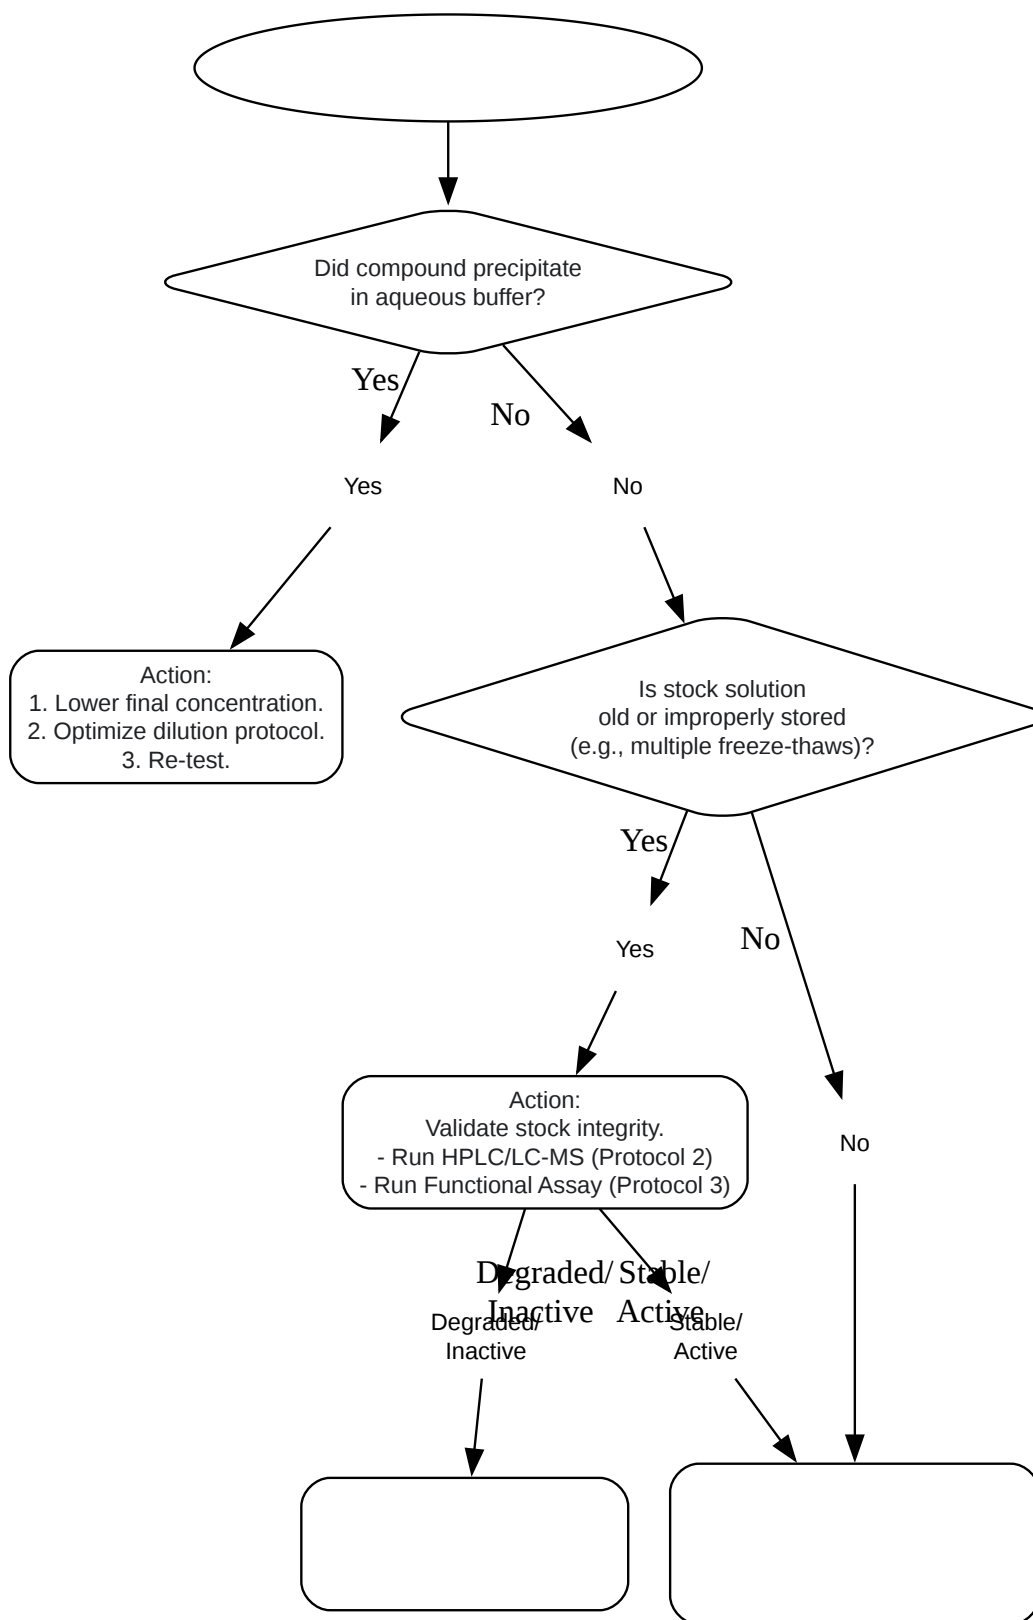 Did compound precipitate
in aqueous buffer?
Yes
No
Yes
No
Action:
1. Lower final concentration.
2. Optimize dilution protocol.
3. Re-test.
Is stock solution
old or improperly stored
(e.g., multiple freeze-thaws)?
Yes
No
Yes
Action:
Validate stock integrity.
- Run HPLC/LC-MS (Protocol 2)
- Run Functional Assay (Protocol 3)
No
Degraded/
Inactive
Stable/
Active
Degraded/
Inactive
Stable/
Active